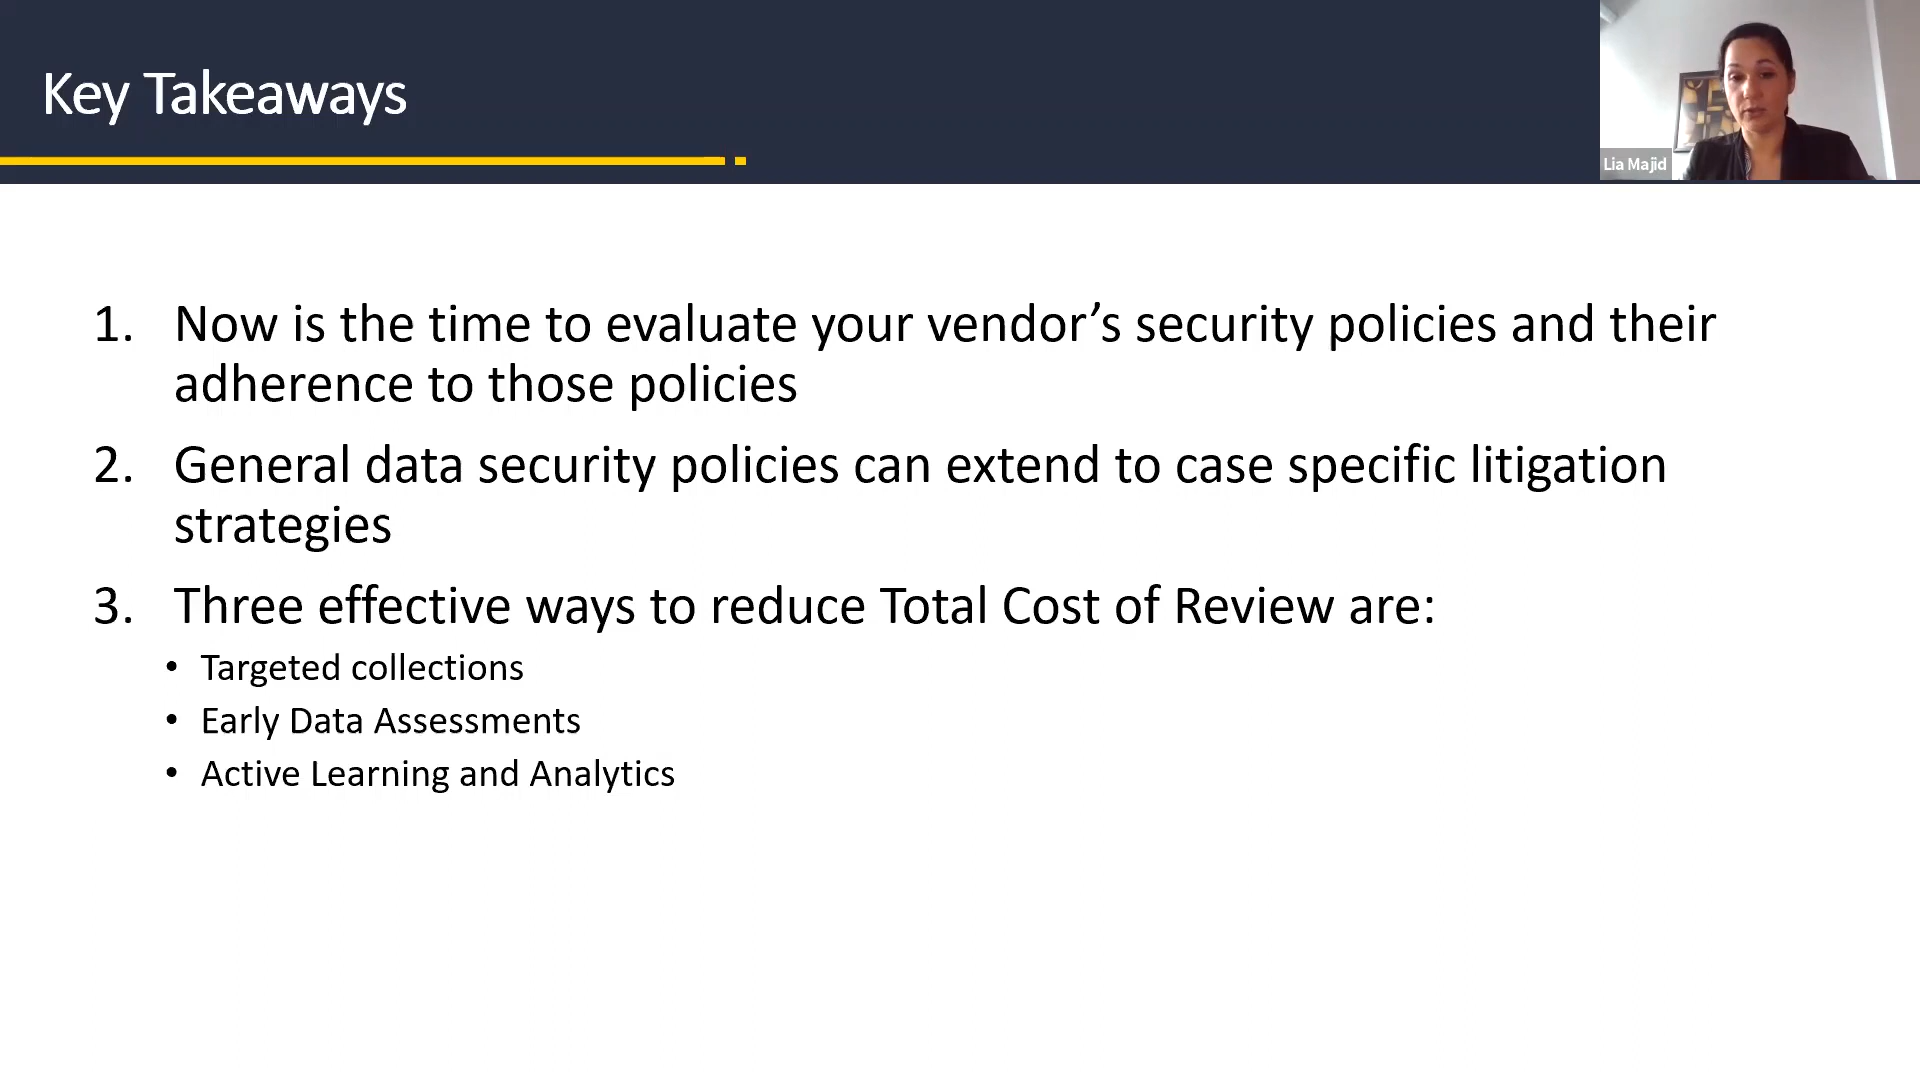 Key Takeaways
Lia Majid
1. Now is the time to evaluate your vendor’s security policies and their
adherence to those policies
2. General data security policies can extend to case specific litigation
strategies
3. Three effective ways to reduce Total Cost of Review are:
• Targeted collections
• Early Data Assessments
• Active Learning and Analytics